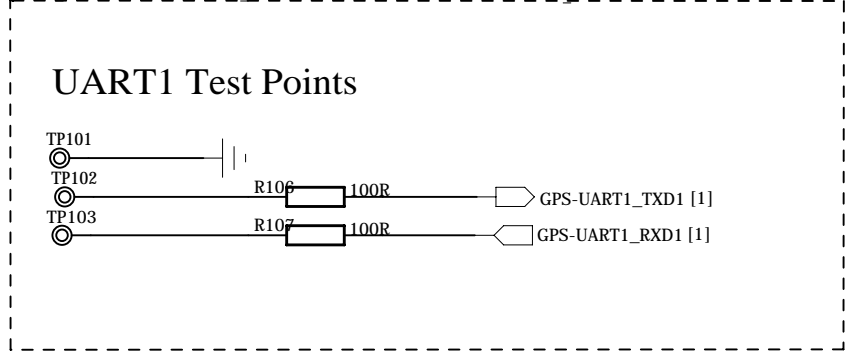 UART1 Test Points
TP101
TP102
R106 100R GPS-UART1_TXD1 [1]
TP103
R107 100R GPS-UART1_RXD1 [1]